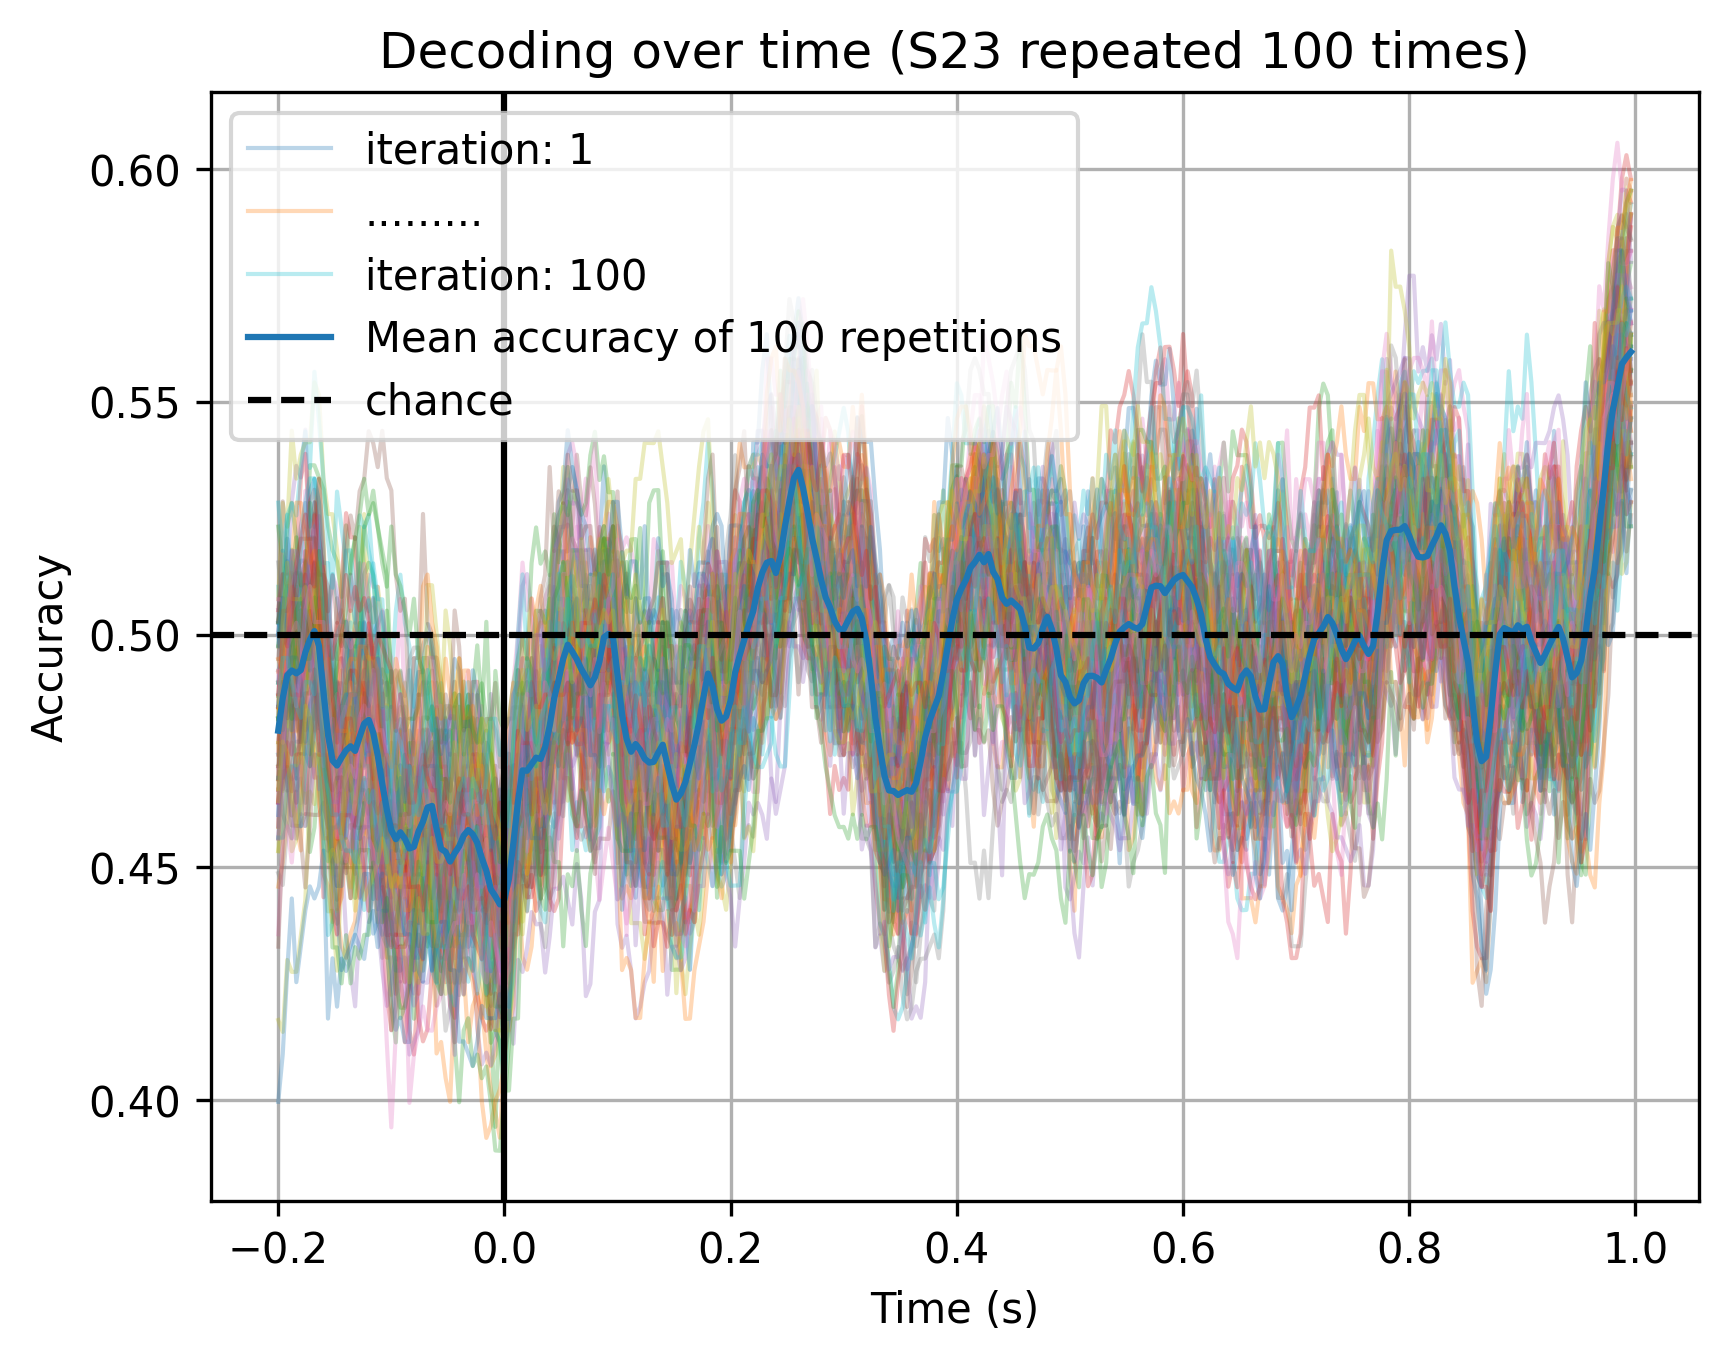 Decoding over time (S23 repeated 100 times)
iteration: 1
.........
iteration: 100
Mean accuracy of 100 repetitions
chance
0.60
0.55
0.50
0.45
0.40
Accuracy
−0.2 0.0 0.2 0.4 0.6 0.8 1.0
Time (s)